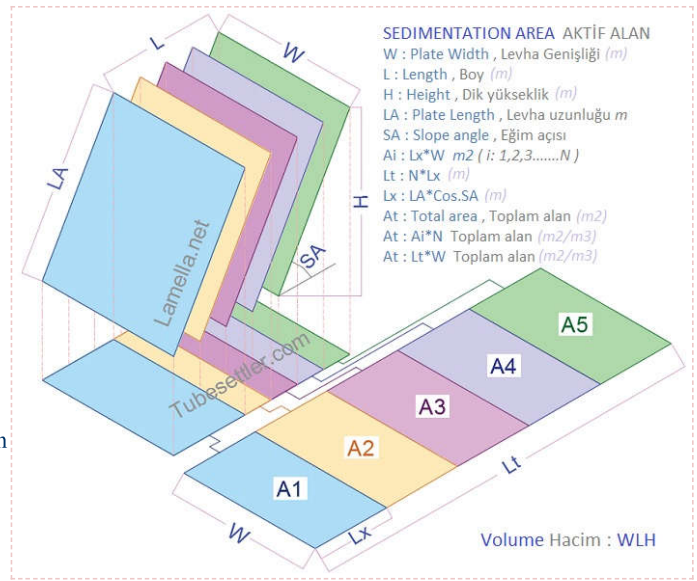 SEDIMENTATION AREA AKTİF ALAN
W : Plate Width , Levha Genişliği (m)
L : Length , Boy (m)
H : Height , Dik yükseklik (m)
LA : Plate Length , Levha uzunluğu m
SA : Slope angle , Eğim açısı
Ai : Lx*W m2 ( i: 1,2,3.......N )
Lt : N*Lx (m)
Lx : LA*Cos.SA (m)
At : Total area , Toplam alan (m2)
At : Ai*N Toplam alan (m2/m3)
At : Lt*W Toplam alan (m2/m3)
L
W
LA
H
SA
Lamella.net
Tubesettler.com
n
A5
A4
A3
A2
A1
Lt
Lx
W
Volume Hacim : WLH